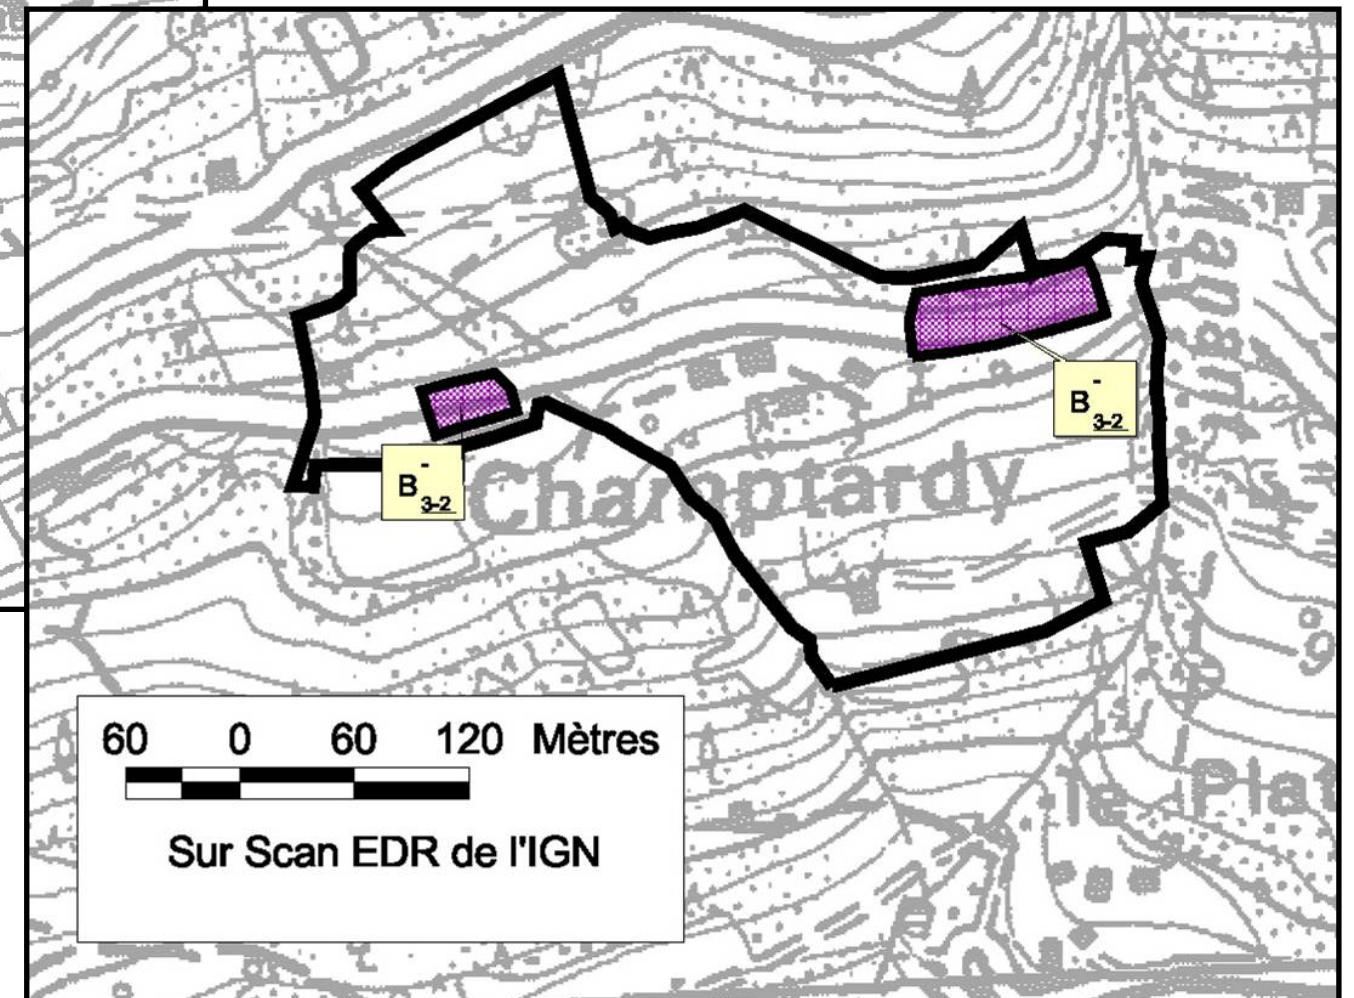 B - 3-2
B - 3-2
Champtardy
le Plat
60 0 60 120 Mètres
Sur Scan EDR de l'IGN